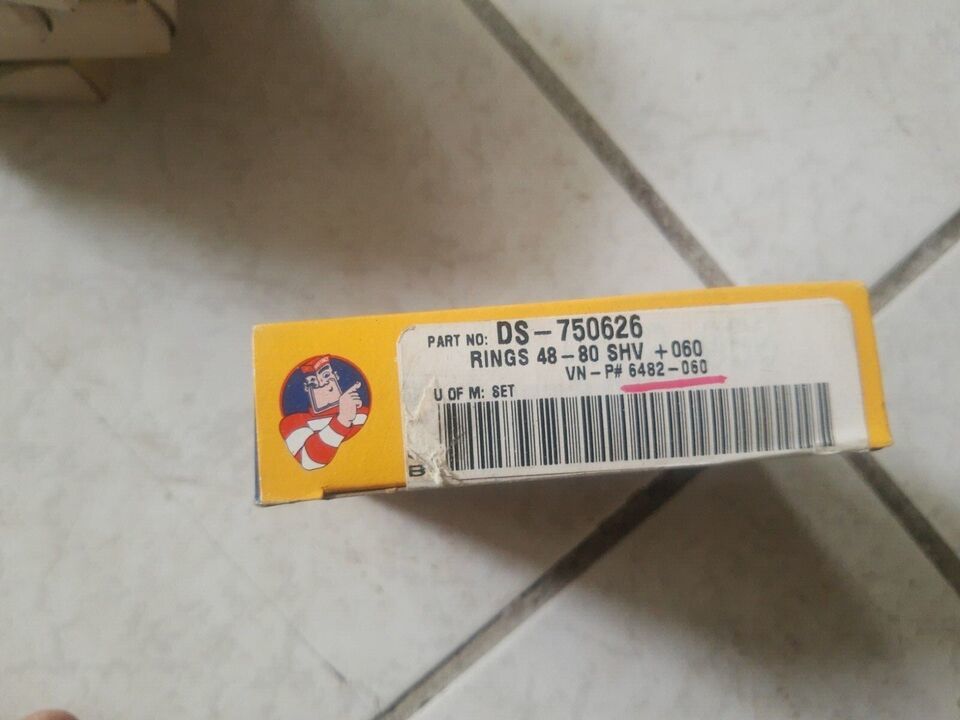 PART NO: DS-750626
RINGS 48-80 SHV +060
VN-P# 6482-060
U OF M: SET
B